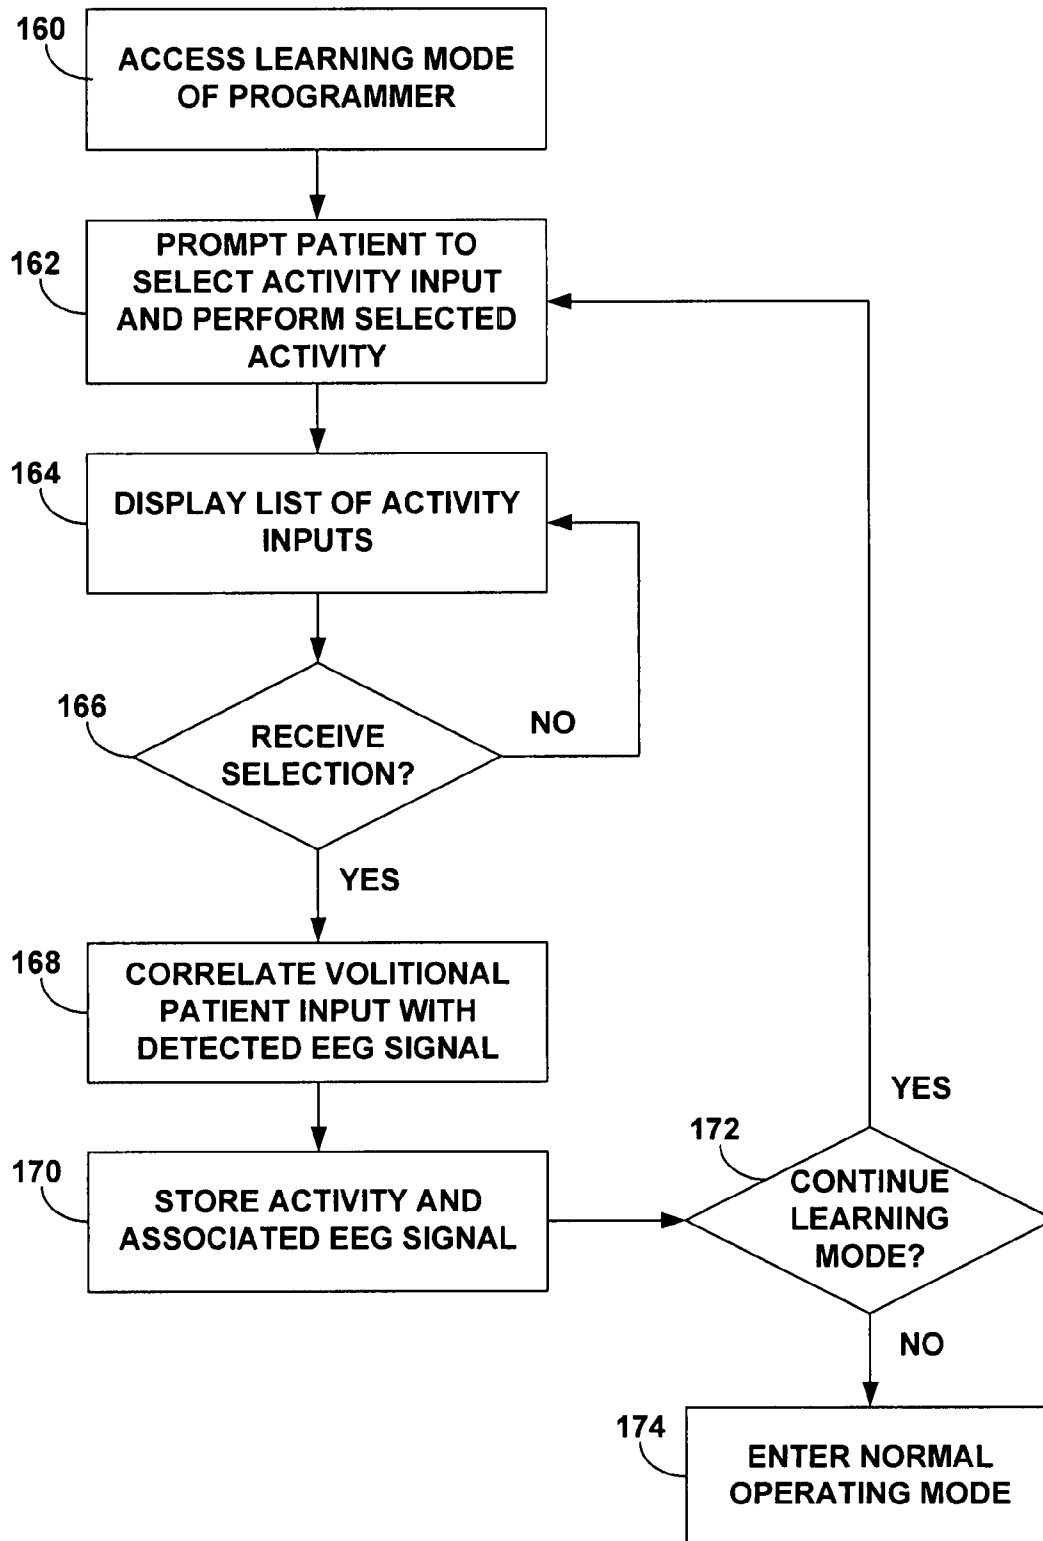 160
ACCESS LEARNING MODE
OF PROGRAMMER
162
PROMPT PATIENT TO
SELECT ACTIVITY INPUT
AND PERFORM SELECTED
ACTIVITY
164
DISPLAY LIST OF ACTIVITY
INPUTS
166
RECEIVE
SELECTION?
NO
YES
168
CORRELATE VOLITIONAL
PATIENT INPUT WITH
DETECTED EEG SIGNAL
170
STORE ACTIVITY AND
ASSOCIATED EEG SIGNAL
172
CONTINUE
LEARNING
MODE?
YES
NO
174
ENTER NORMAL
OPERATING MODE